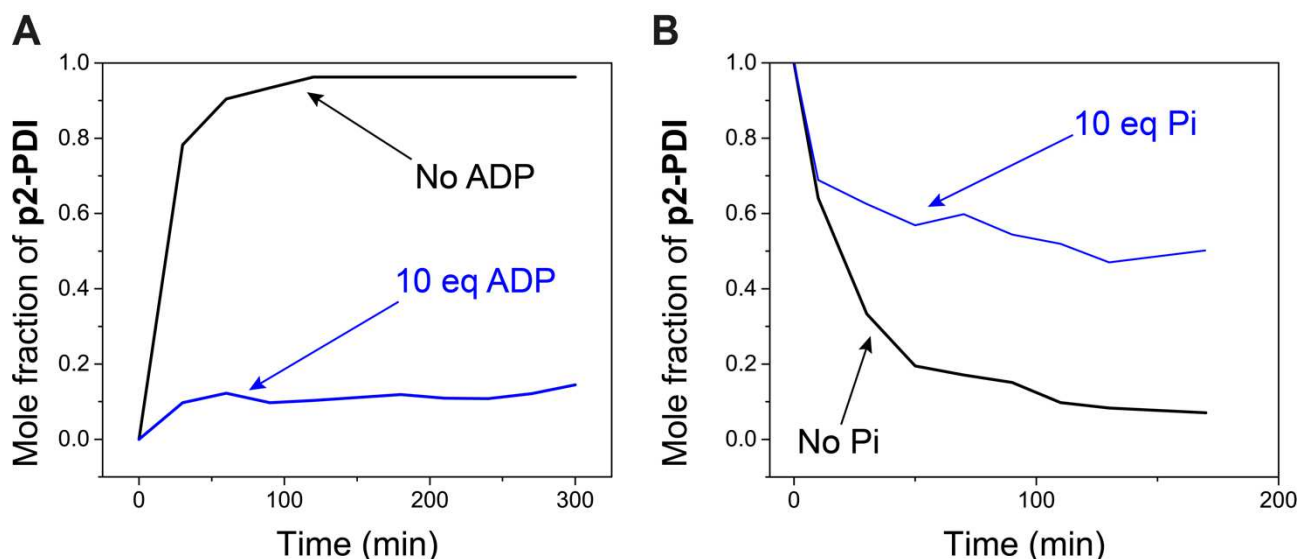 A
Mole fraction of p2-PDI
1.0
0.8
0.6
0.4
0.2
0.0
No ADP
10 eq ADP
0
100
200
300
Time (min)
B
Mole fraction of p2-PDI
1.0
0.8
0.6
0.4
0.2
0.0
10 eq Pi
No Pi
0
100
200
Time (min)